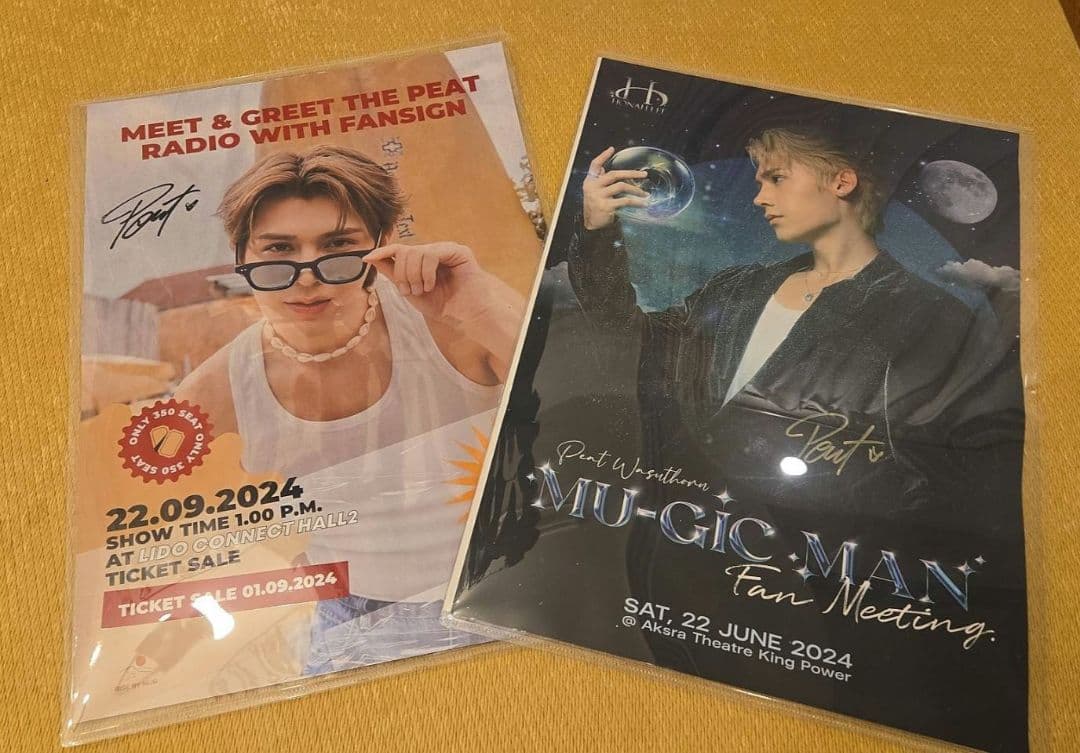 MEET & GREET THE PEAT
RADIO WITH FANSIGN
Peat
ONLY 350 SEAT ONLY 350 SEAT
22.09.2024
SHOW TIME 1.00 P.M.
AT LIDO CONNECT HALL2
TICKET SALE
TICKET SALE 01.09.2024
H
HONAFEFE
Peat
Peat Wasuthorn
MU-GIC MAN
Fan Meeting.
SAT, 22 JUNE 2024
@ Aksra Theatre King Power